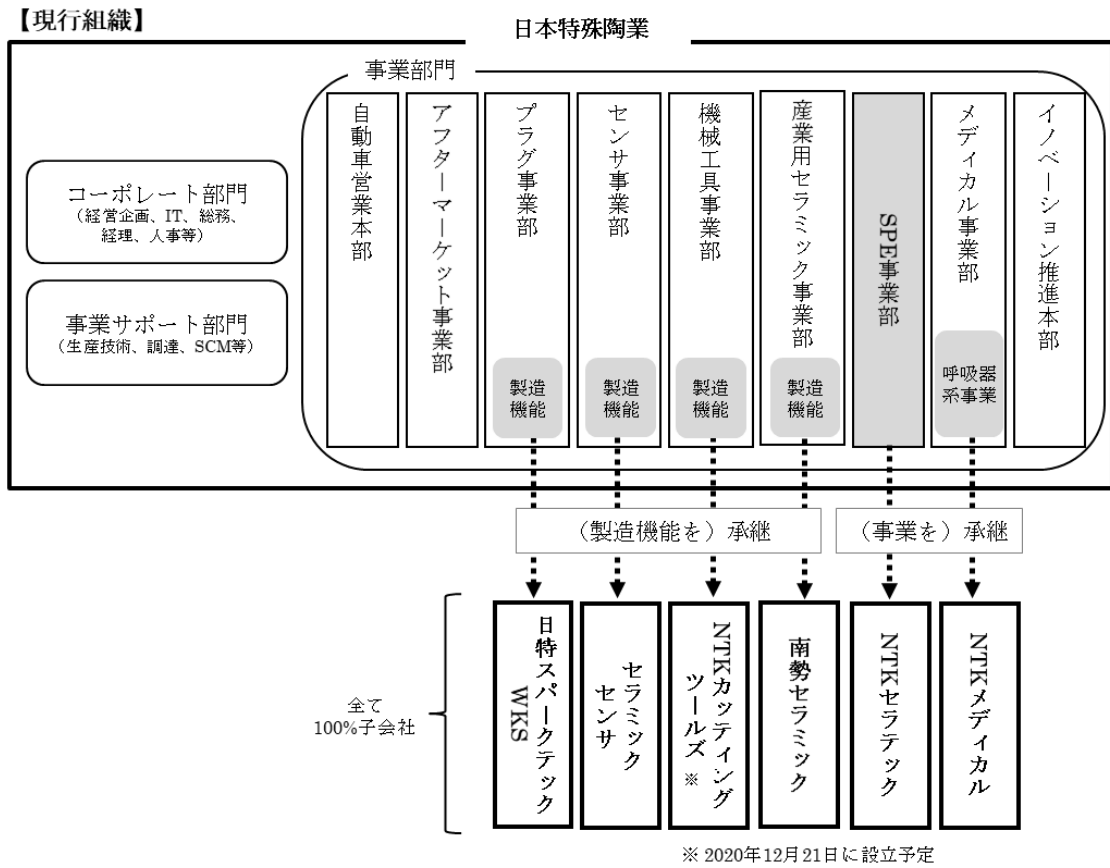 【現行組織】
日本特殊陶業
事業部門
コーポレート部門
（経営企画、IT、総務、
経理、人事等）
事業サポート部門
（生産技術、調達、SCM等）
自動車営業本部
アフターマーケット事業部
プラグ事業部
製造
機能
センサ事業部
製造
機能
機械工具事業部
製造
機能
産業用セラミック事業部
製造
機能
SPE事業部
メディカル事業部
呼吸器
系事業
イノベーション推進本部
（製造機能を）承継
（事業を）承継
全て
100%子会社
日特スパークテック
WKS
セラミック
センサ
NTKカッティング
ツールズ ※
南勢セラミック
NTKセラテック
NTKメディカル
※ 2020年12月21日に設立予定